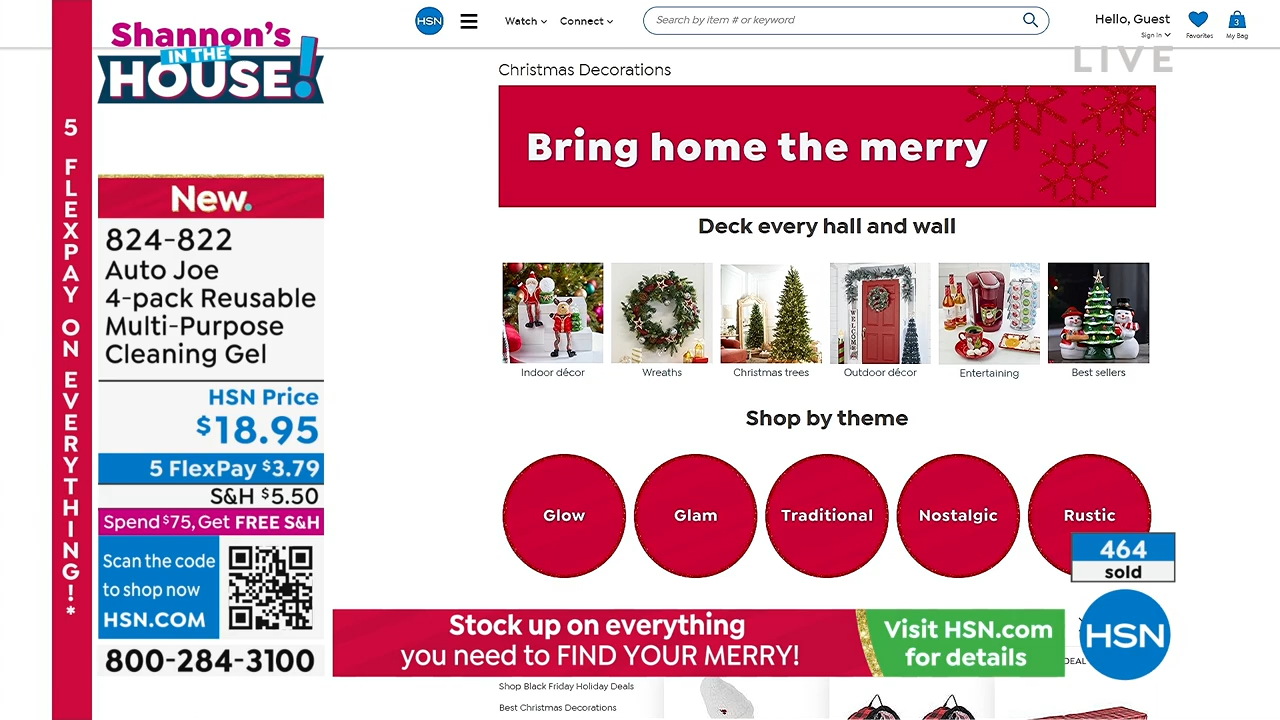 Shannon's
IN THE
HOUSE!
5 FLEXPAY ON EVERYTHING!*
New.
824-822
Auto Joe
4-pack Reusable
Multi-Purpose
Cleaning Gel
HSN Price
$18.95
5 FlexPay $3.79
S&H $5.50
Spend $75, Get FREE S&H
Scan the code
to shop now
HSN.COM
800-284-3100
HSN
Watch
Connect
Search by item # or keyword
Hello, Guest
Sign In
Favorites
3
My Bag
LIVE
Christmas Decorations
Bring home the merry
Deck every hall and wall
WELCOME
Indoor décor
Wreaths
Christmas trees
Outdoor décor
Entertaining
Best sellers
Shop by theme
Glow
Glam
Traditional
Nostalgic
Rustic
464
sold
Stock up on everything
you need to FIND YOUR MERRY!
Visit HSN.com
for details
HSN
DEAL
Shop Black Friday Holiday Deals
Best Christmas Decorations